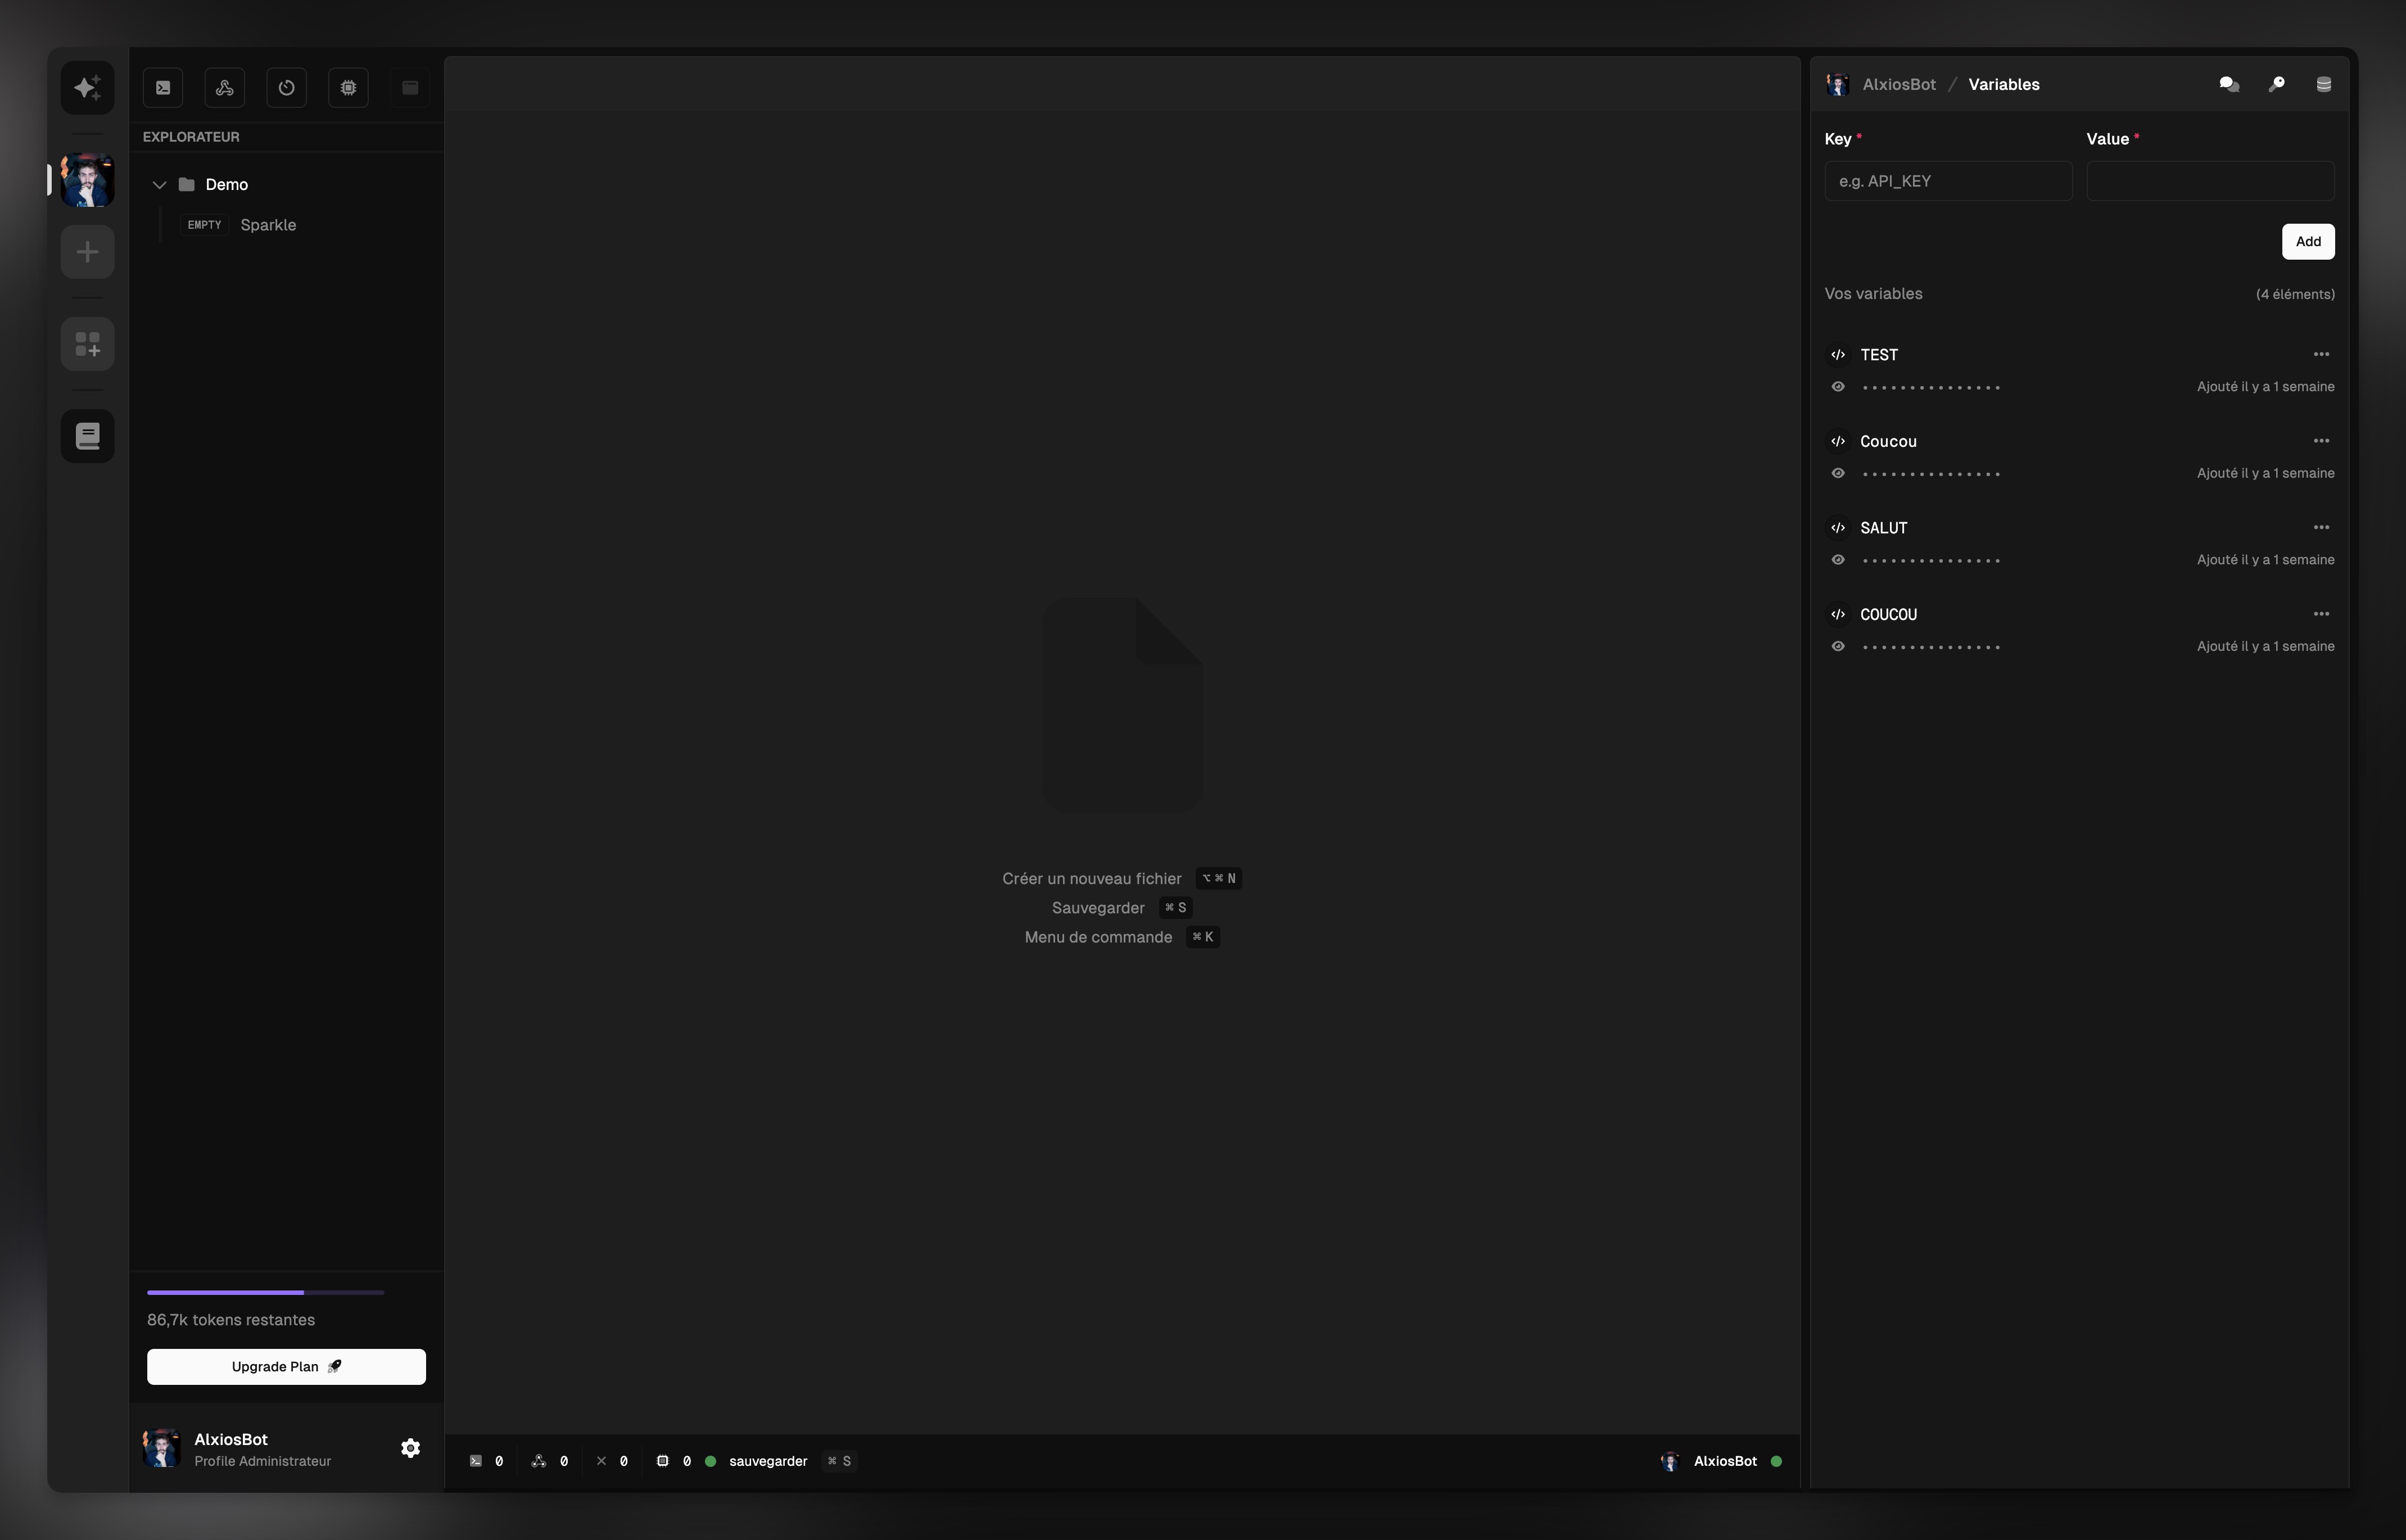 EXPLORATEUR
Demo
EMPTY Sparkle
86,7k tokens restantes
Upgrade Plan
AlxiosBot
Profile Administrateur
Créer un nouveau fichier ⌥ ⌘ N
Sauvegarder ⌘ S
Menu de commande ⌘ K
0 0 0 0 sauvegarder ⌘ S
AlxiosBot
AlxiosBot / Variables
Key * Value *
e.g. API_KEY
Add
Vos variables (4 éléments)
TEST
Ajouté il y a 1 semaine
Coucou
Ajouté il y a 1 semaine
SALUT
Ajouté il y a 1 semaine
COUCOU
Ajouté il y a 1 semaine